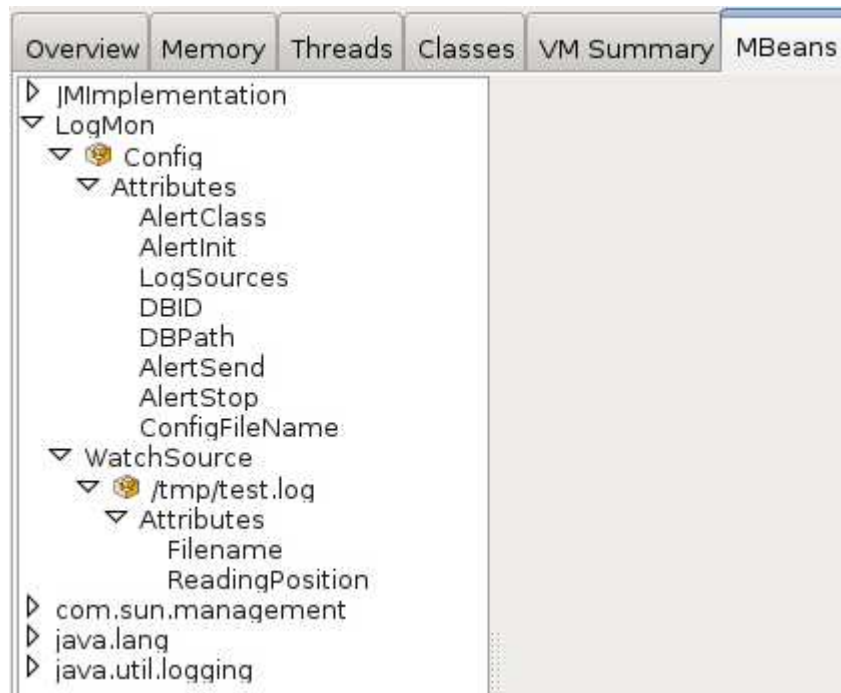 Overview Memory Threads Classes VM Summary MBeans
JMImplementation
LogMon
Config
Attributes
AlertClass
AlertInit
LogSources
DBID
DBPath
AlertSend
AlertStop
ConfigFileName
WatchSource
/tmp/test.log
Attributes
Filename
ReadingPosition
com.sun.management
java.lang
java.util.logging